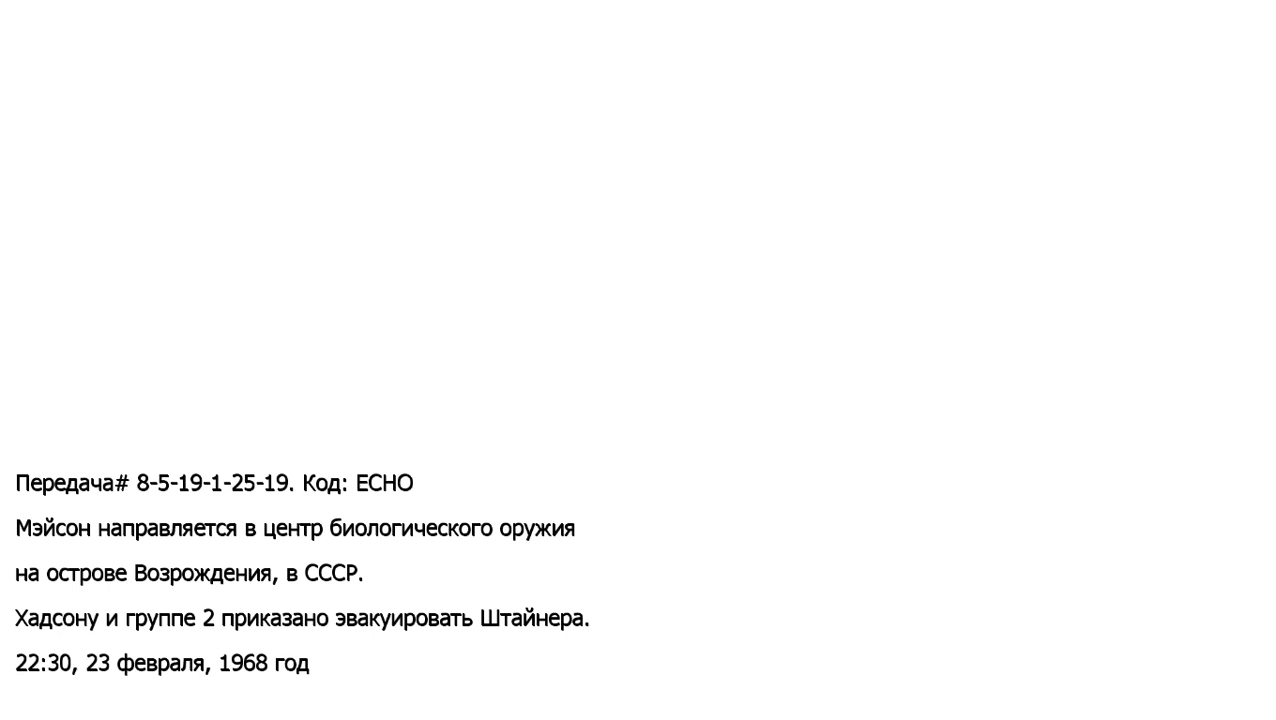 Передача# 8-5-19-1-25-19. Код: ECHO
Мэйсон направляется в центр биологического оружия
на острове Возрождения, в СССР.
Хадсону и группе 2 приказано эвакуировать Штайнера.
22:30, 23 февраля, 1968 год